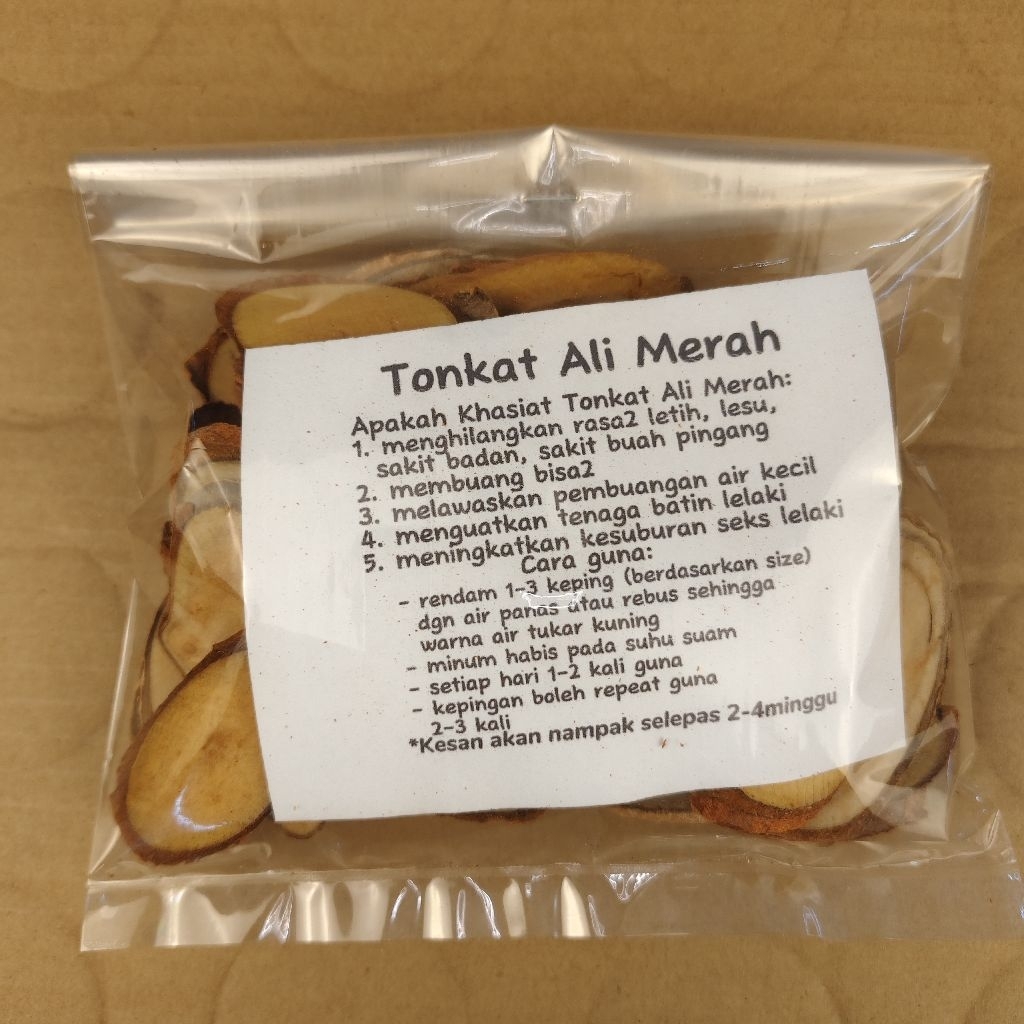 Tonkat Ali Merah
Apakah Khasiat Tonkat Ali Merah:
1. menghilangkan rasa2 letih, lesu,
sakit badan, sakit buah pingang
2. membuang bisa2
3. melawaskan pembuangan air kecil
4. menguatkan tenaga batin lelaki
5. meningkatkan kesuburan seks lelaki
Cara guna:
- rendam 1-3 keping (berdasarkan size)
dgn air panas atau rebus sehingga
warna air tukar kuning
- minum habis pada suhu suam
- setiap hari 1-2 kali guna
- kepingan boleh repeat guna
2-3 kali
*Kesan akan nampak selepas 2-4minggu